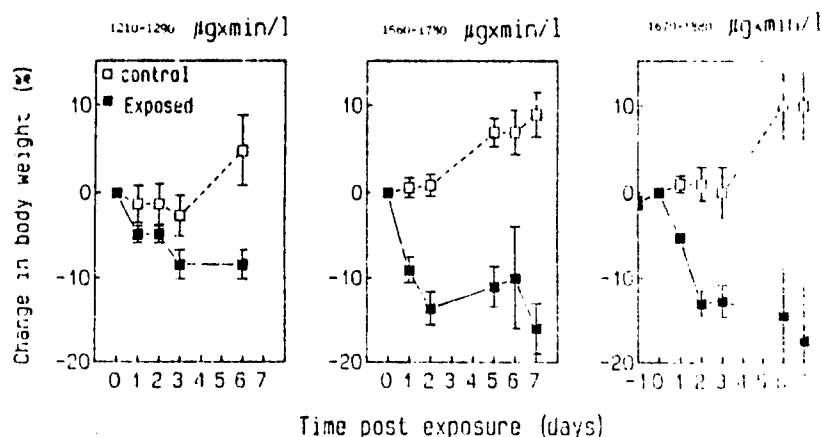 1210-1290 µgxmin/l
1560-1790 µgxmin/l
µgxmin/l
control
Exposed
Change in body weight (%)
10
0
-10
-20
0 1 2 3 4 5 6 7
10
0
-10
-20
0 1 2 3 4 5 6 7
10
0
-10
-20
-1 0 1 2 3 4 5
Time post exposure (days)